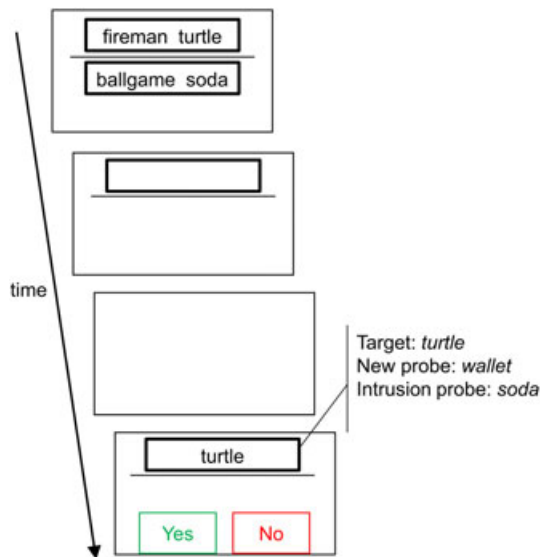 fireman turtle
ballgame soda
time
Target: turtle
New probe: wallet
Intrusion probe: soda
turtle
Yes No